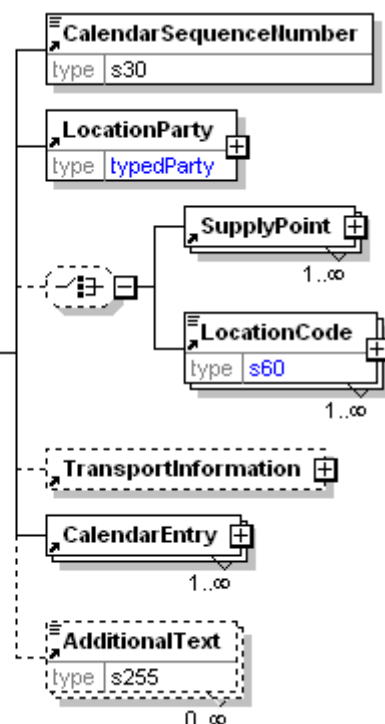 CalendarSequenceNumber
type s30
LocationParty
type typedParty
SupplyPoint
1..∞
LocationCode
type s60
1..∞
TransportInformation
CalendarEntry
1..∞
AdditionalText
type s255
0..∞